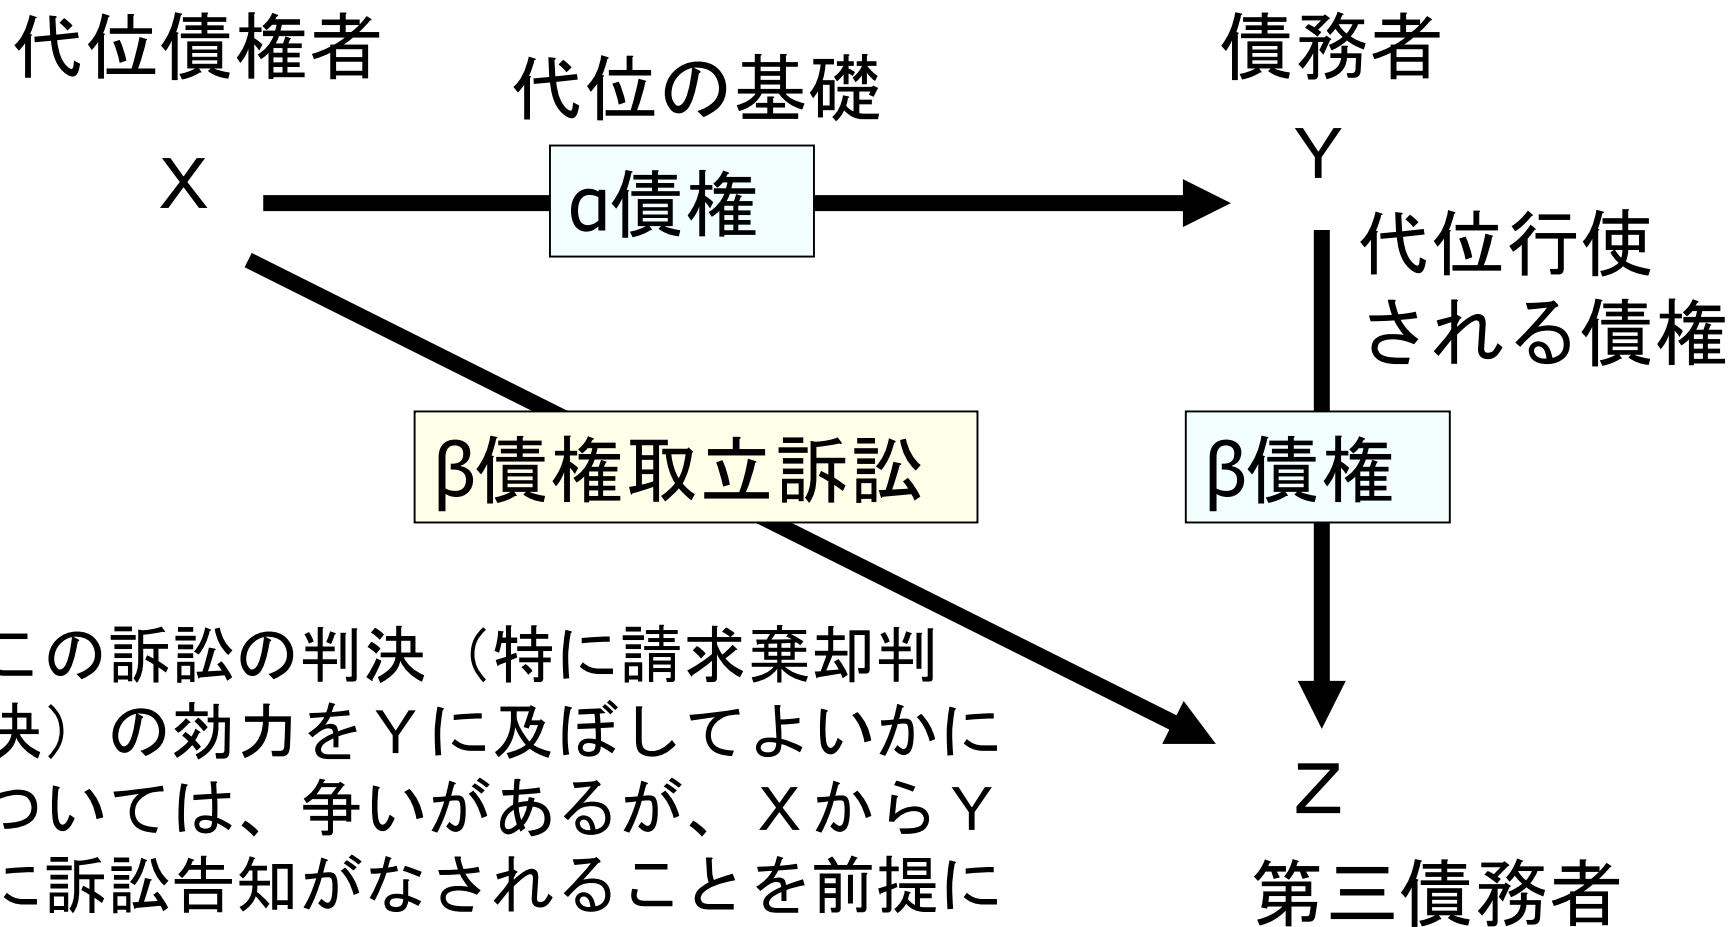 代位債権者
債務者
代位の基礎
X
α債権
Y
代位行使
される債権
β債権取立訴訟
β債権
この訴訟の判決（特に請求棄却判
決）の効力をＹに及ぼしてよいかに
ついては、争いがあるが、ＸからＹ
に訴訟告知がなされることを前提に
Z
第三債務者